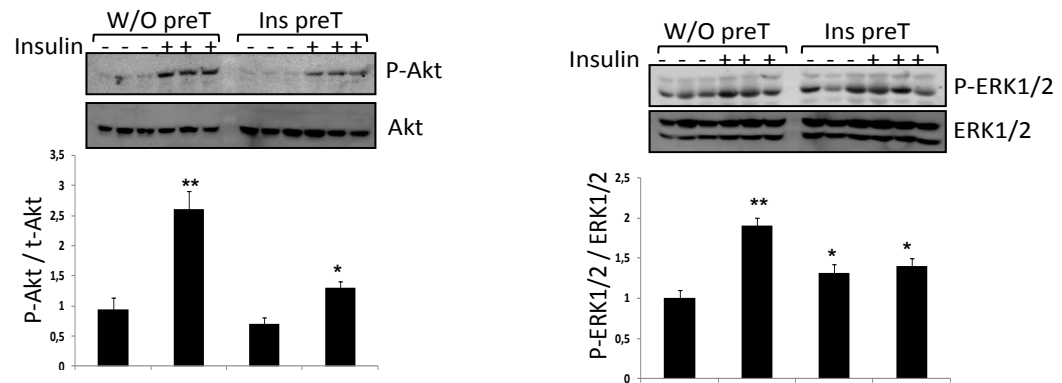 W/O preT Ins preT
Insulin - - - + + + - - - + + +
P-Akt
Akt
3,5
3
2,5
2
1,5
1
0,5
0
P-Akt / t-Akt
**
*
W/O preT Ins preT
Insulin - - - + + + - - - + + +
P-ERK1/2
ERK1/2
2,5
2
1,5
1
0,5
0
P-ERK1/2 / ERK1/2
**
*
*